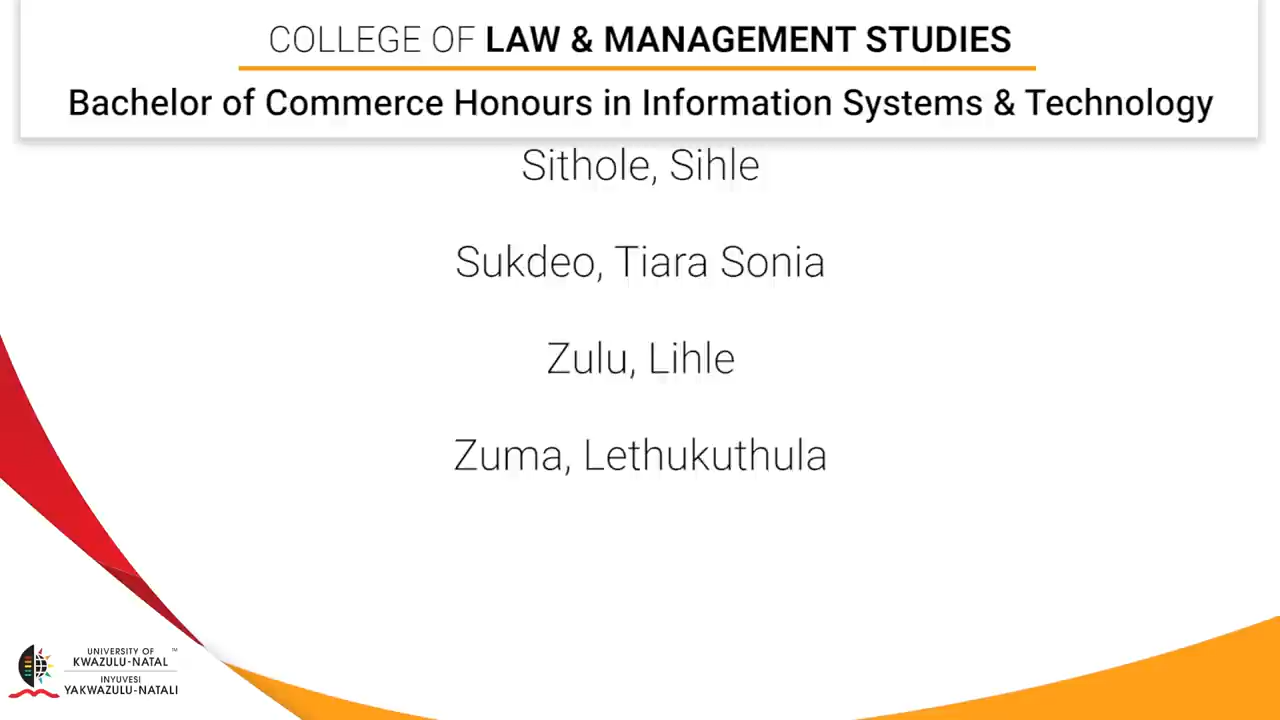 COLLEGE OF LAW & MANAGEMENT STUDIES
Bachelor of Commerce Honours in Information Systems & Technology
Sithole, Sihle
Sukdeo, Tiara Sonia
Zulu, Lihle
Zuma, Lethukuthula
UNIVERSITY OF ™
KWAZULU-NATAL
INYUVESI
YAKWAZULU-NATALI